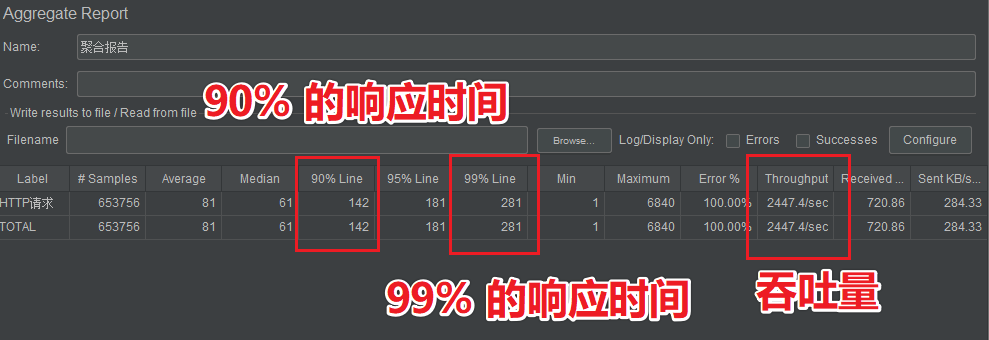 Aggregate Report
Name: 聚合报告
Comments:
90% 的响应时间
Write results to file / Read from file
Filename Browse... Log/Display Only: Errors Successes Configure
Label # Samples Average Median 90% Line 95% Line 99% Line Min Maximum Error % Throughput Received ... Sent KB/s...
HTTP请求 653756 81 61 142 181 281 1 6840 100.00% 2447.4/sec 720.86 284.33
TOTAL 653756 81 61 142 181 281 1 6840 100.00% 2447.4/sec 720.86 284.33
99% 的响应时间
吞吐量